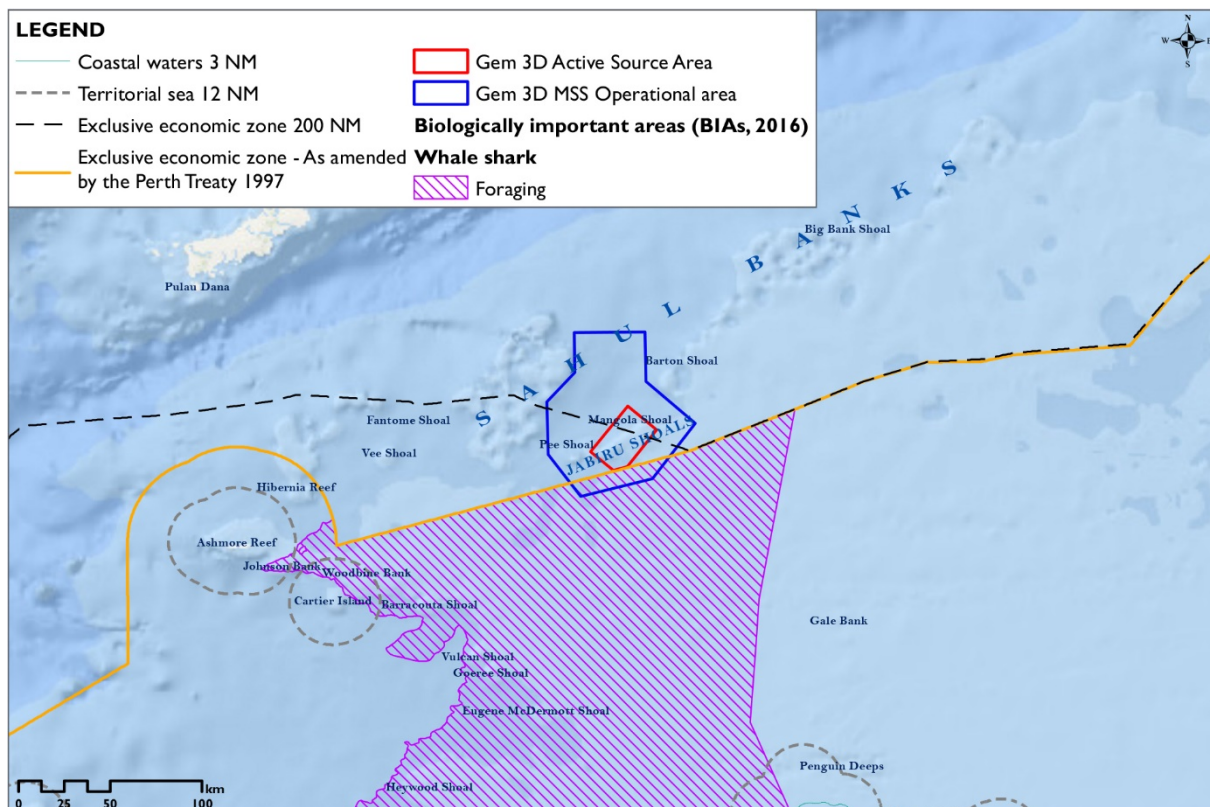 LEGEND
Coastal waters 3 NM
Territorial sea 12 NM
Exclusive economic zone 200 NM
Exclusive economic zone - As amended
by the Perth Treaty 1997
Gem 3D Active Source Area
Gem 3D MSS Operational area
Biologically important areas (BIAs, 2016)
Whale shark
Foraging
N
W E
S
SAHUL BANKS
Big Bank Shoal
Pulau Dana
Barton Shoal
Fantome Shoal
Mangola Shoal
Pee Shoal
JABIRU SHOALS
Vee Shoal
Hibernia Reef
Ashmore Reef
Johnson Bank
Woodbine Bank
Cartier Island
Barracouta Shoal
Gale Bank
Vulcan Shoal
Goeree Shoal
Eugene McDermott Shoal
Penguin Deeps
Heywood Shoal
km
0 25 50 100